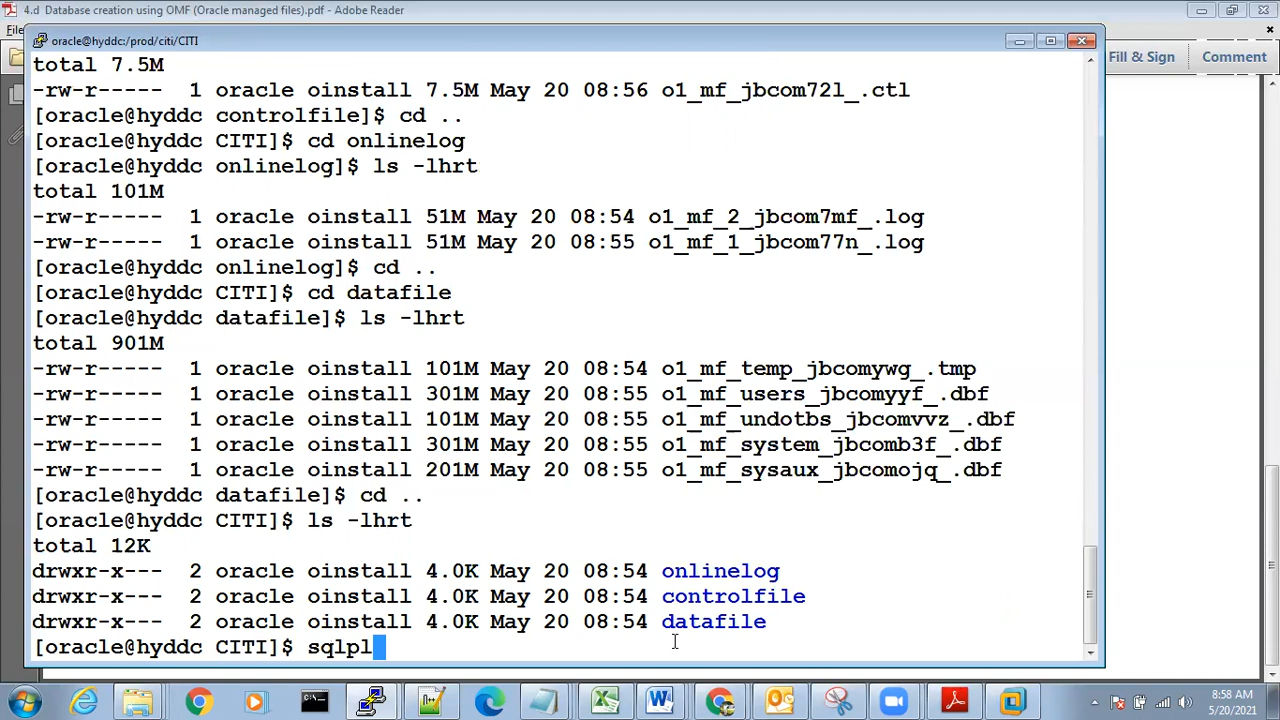 4.d Database creation using OMF (Oracle managed files).pdf - Adobe Reader
File
Fill & Sign
Comment
oracle@hyddc:/prod/citi/CITI
total 7.5M
-rw-r----- 1 oracle oinstall 7.5M May 20 08:56 o1_mf_jbcom72l_.ctl
[oracle@hyddc controlfile]$ cd ..
[oracle@hyddc CITI]$ cd onlinelog
[oracle@hyddc onlinelog]$ ls -lhrt
total 101M
-rw-r----- 1 oracle oinstall 51M May 20 08:54 o1_mf_2_jbcom7mf_.log
-rw-r----- 1 oracle oinstall 51M May 20 08:55 o1_mf_1_jbcom77n_.log
[oracle@hyddc onlinelog]$ cd ..
[oracle@hyddc CITI]$ cd datafile
[oracle@hyddc datafile]$ ls -lhrt
total 901M
-rw-r----- 1 oracle oinstall 101M May 20 08:54 o1_mf_temp_jbcomywg_.tmp
-rw-r----- 1 oracle oinstall 301M May 20 08:55 o1_mf_users_jbcomyyf_.dbf
-rw-r----- 1 oracle oinstall 101M May 20 08:55 o1_mf_undotbs_jbcomvvz_.dbf
-rw-r----- 1 oracle oinstall 301M May 20 08:55 o1_mf_system_jbcomb3f_.dbf
-rw-r----- 1 oracle oinstall 201M May 20 08:55 o1_mf_sysaux_jbcomojq_.dbf
[oracle@hyddc datafile]$ cd ..
[oracle@hyddc CITI]$ ls -lhrt
total 12K
drwxr-x--- 2 oracle oinstall 4.0K May 20 08:54 onlinelog
drwxr-x--- 2 oracle oinstall 4.0K May 20 08:54 controlfile
drwxr-x--- 2 oracle oinstall 4.0K May 20 08:54 datafile
[oracle@hyddc CITI]$ sqlpl
8:58 AM
5/20/2021